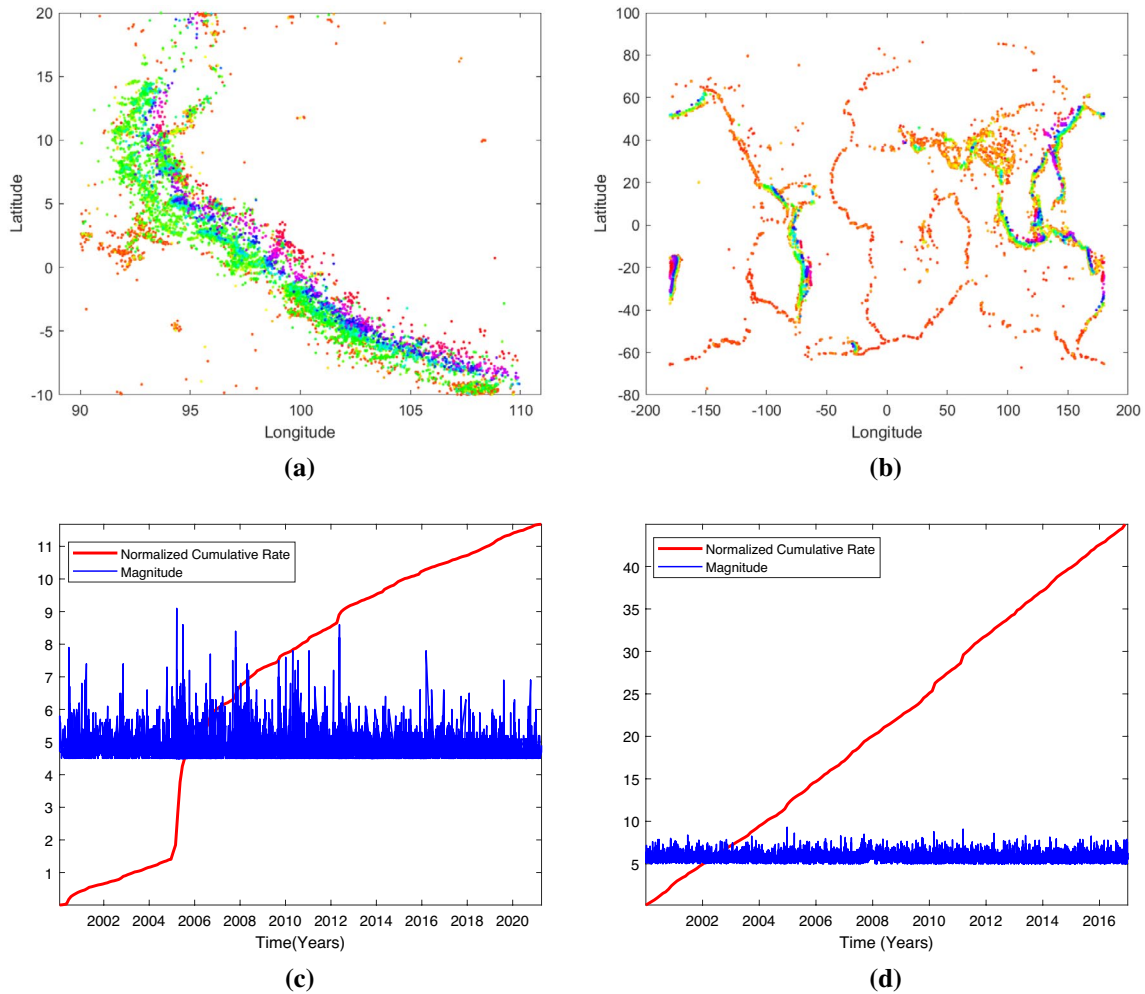 20
15
10
5
0
-5
-10
Latitude
90 95 100 105 110
Longitude
(a)
100
80
60
40
20
0
-20
-40
-60
-80
Latitude
-200 -150 -100 -50 0 50 100 150 200
Longitude
(b)
11
10
9
8
7
6
5
4
3
2
1
Normalized Cumulative Rate
Magnitude
2002 2004 2006 2008 2010 2012 2014 2016 2018 2020
Time(Years)
(c)
40
35
30
25
20
15
10
5
Normalized Cumulative Rate
Magnitude
2002 2004 2006 2008 2010 2012 2014 2016
Time (Years)
(d)